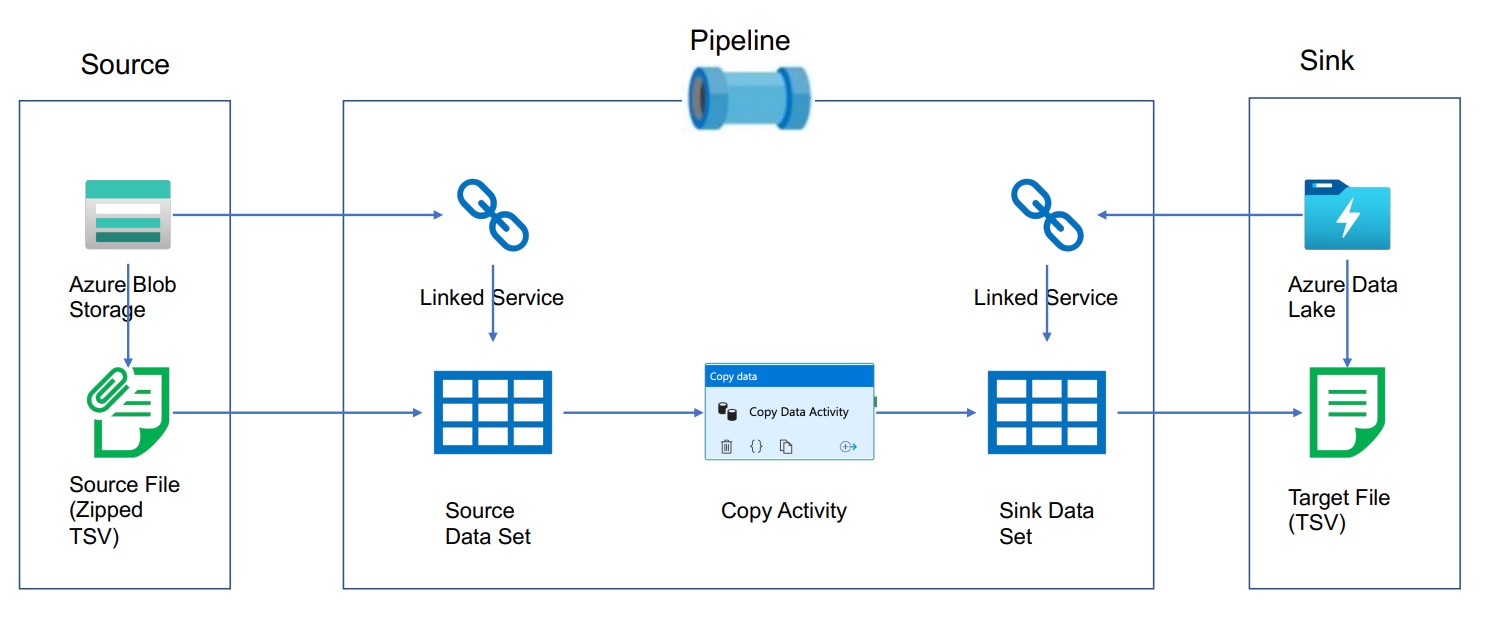 Pipeline
Source
Sink
Azure Blob
Storage
Linked Service
Linked Service
Azure Data
Lake
Copy data
Copy Data Activity
{}
Source File
(Zipped
TSV)
Source
Data Set
Copy Activity
Sink Data
Set
Target File
(TSV)